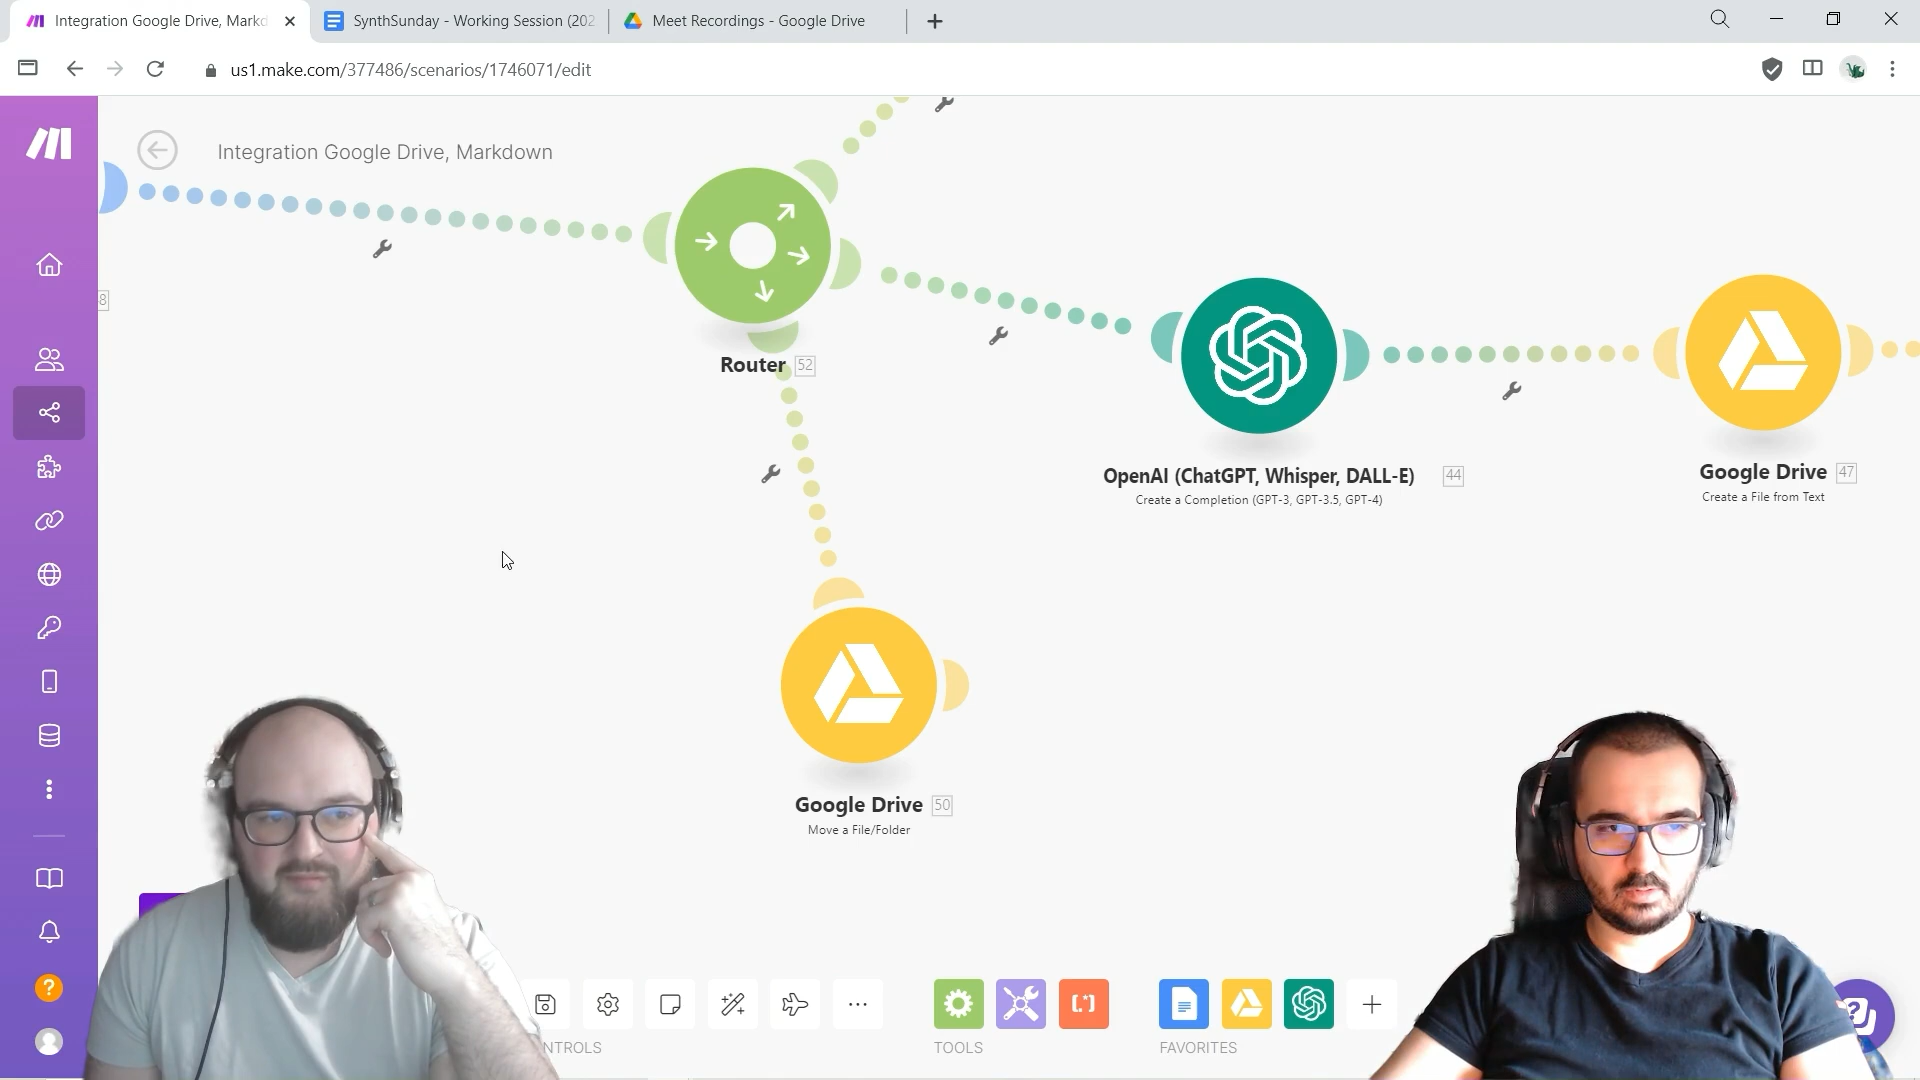 Integration Google Drive, Markd
SynthSunday - Working Session (202
Meet Recordings - Google Drive
us1.make.com/377486/scenarios/1746071/edit
Integration Google Drive, Markdown
8
Router 52
OpenAI (ChatGPT, Whisper, DALL-E) 44
Create a Completion (GPT-3, GPT-3.5, GPT-4)
Google Drive 47
Create a File from Text
Google Drive 50
Move a File/Folder
NTROLS
TOOLS
FAVORITES